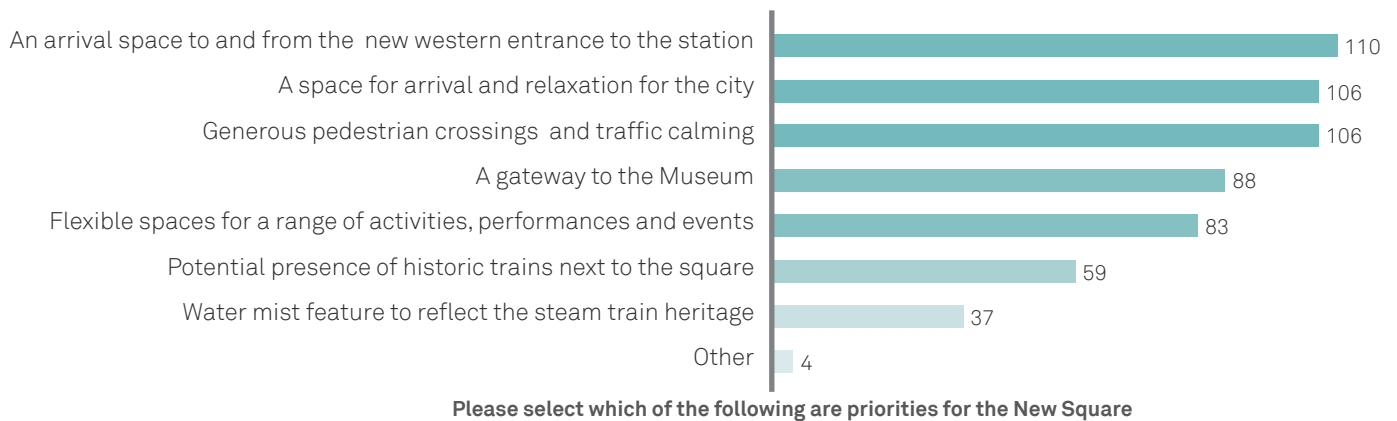 An arrival space to and from the new western entrance to the station 110
A space for arrival and relaxation for the city 106
Generous pedestrian crossings and traffic calming 106
A gateway to the Museum 88
Flexible spaces for a range of activities, performances and events 83
Potential presence of historic trains next to the square 59
Water mist feature to reflect the steam train heritage 37
Other 4
Please select which of the following are priorities for the New Square